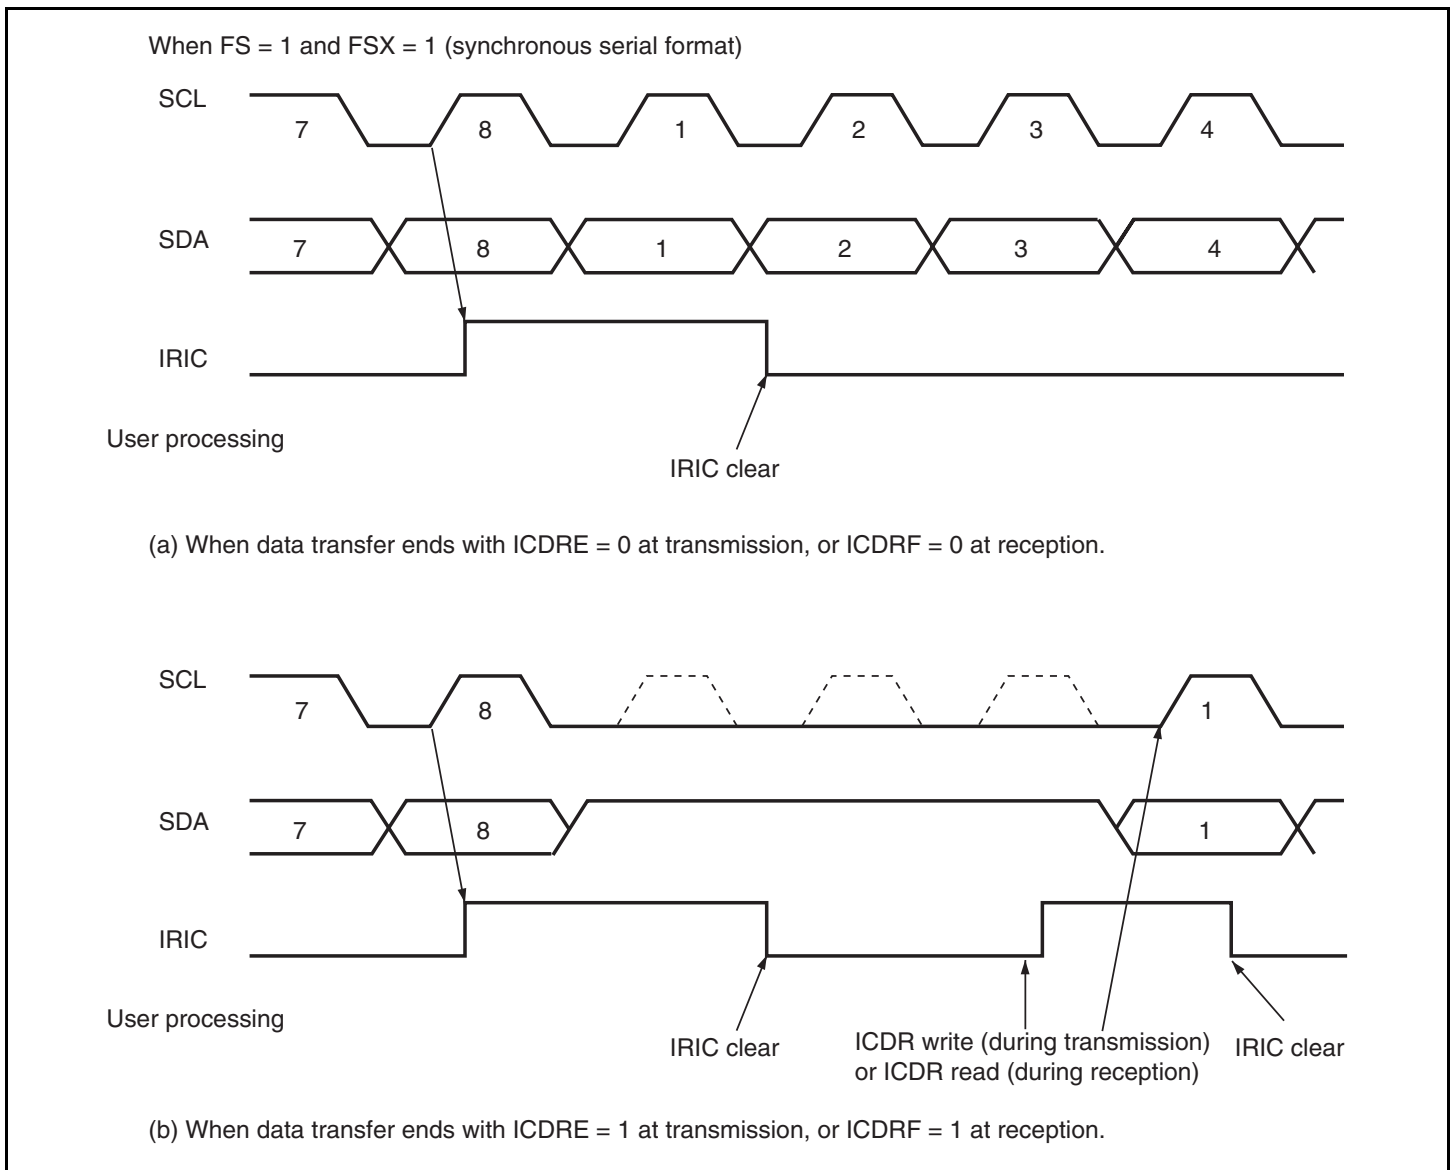 When FS = 1 and FSX = 1 (synchronous serial format)
SCL
7 8 1 2 3 4
SDA
7 8 1 2 3 4
IRIC
User processing
IRIC clear
(a) When data transfer ends with ICDRE = 0 at transmission, or ICDRF = 0 at reception.
SCL
7 8 1
SDA
7 8 1
IRIC
User processing
IRIC clear
ICDR write (during transmission)
or ICDR read (during reception)
IRIC clear
(b) When data transfer ends with ICDRE = 1 at transmission, or ICDRF = 1 at reception.